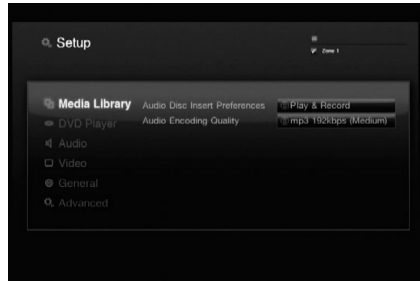 Setup
Zone 1
Media Library
Audio Disc Insert Preferences
Play & Record
DVD Player
Audio Encoding Quality
mp3 192kbps (Medium)
Audio
Video
General
Advanced